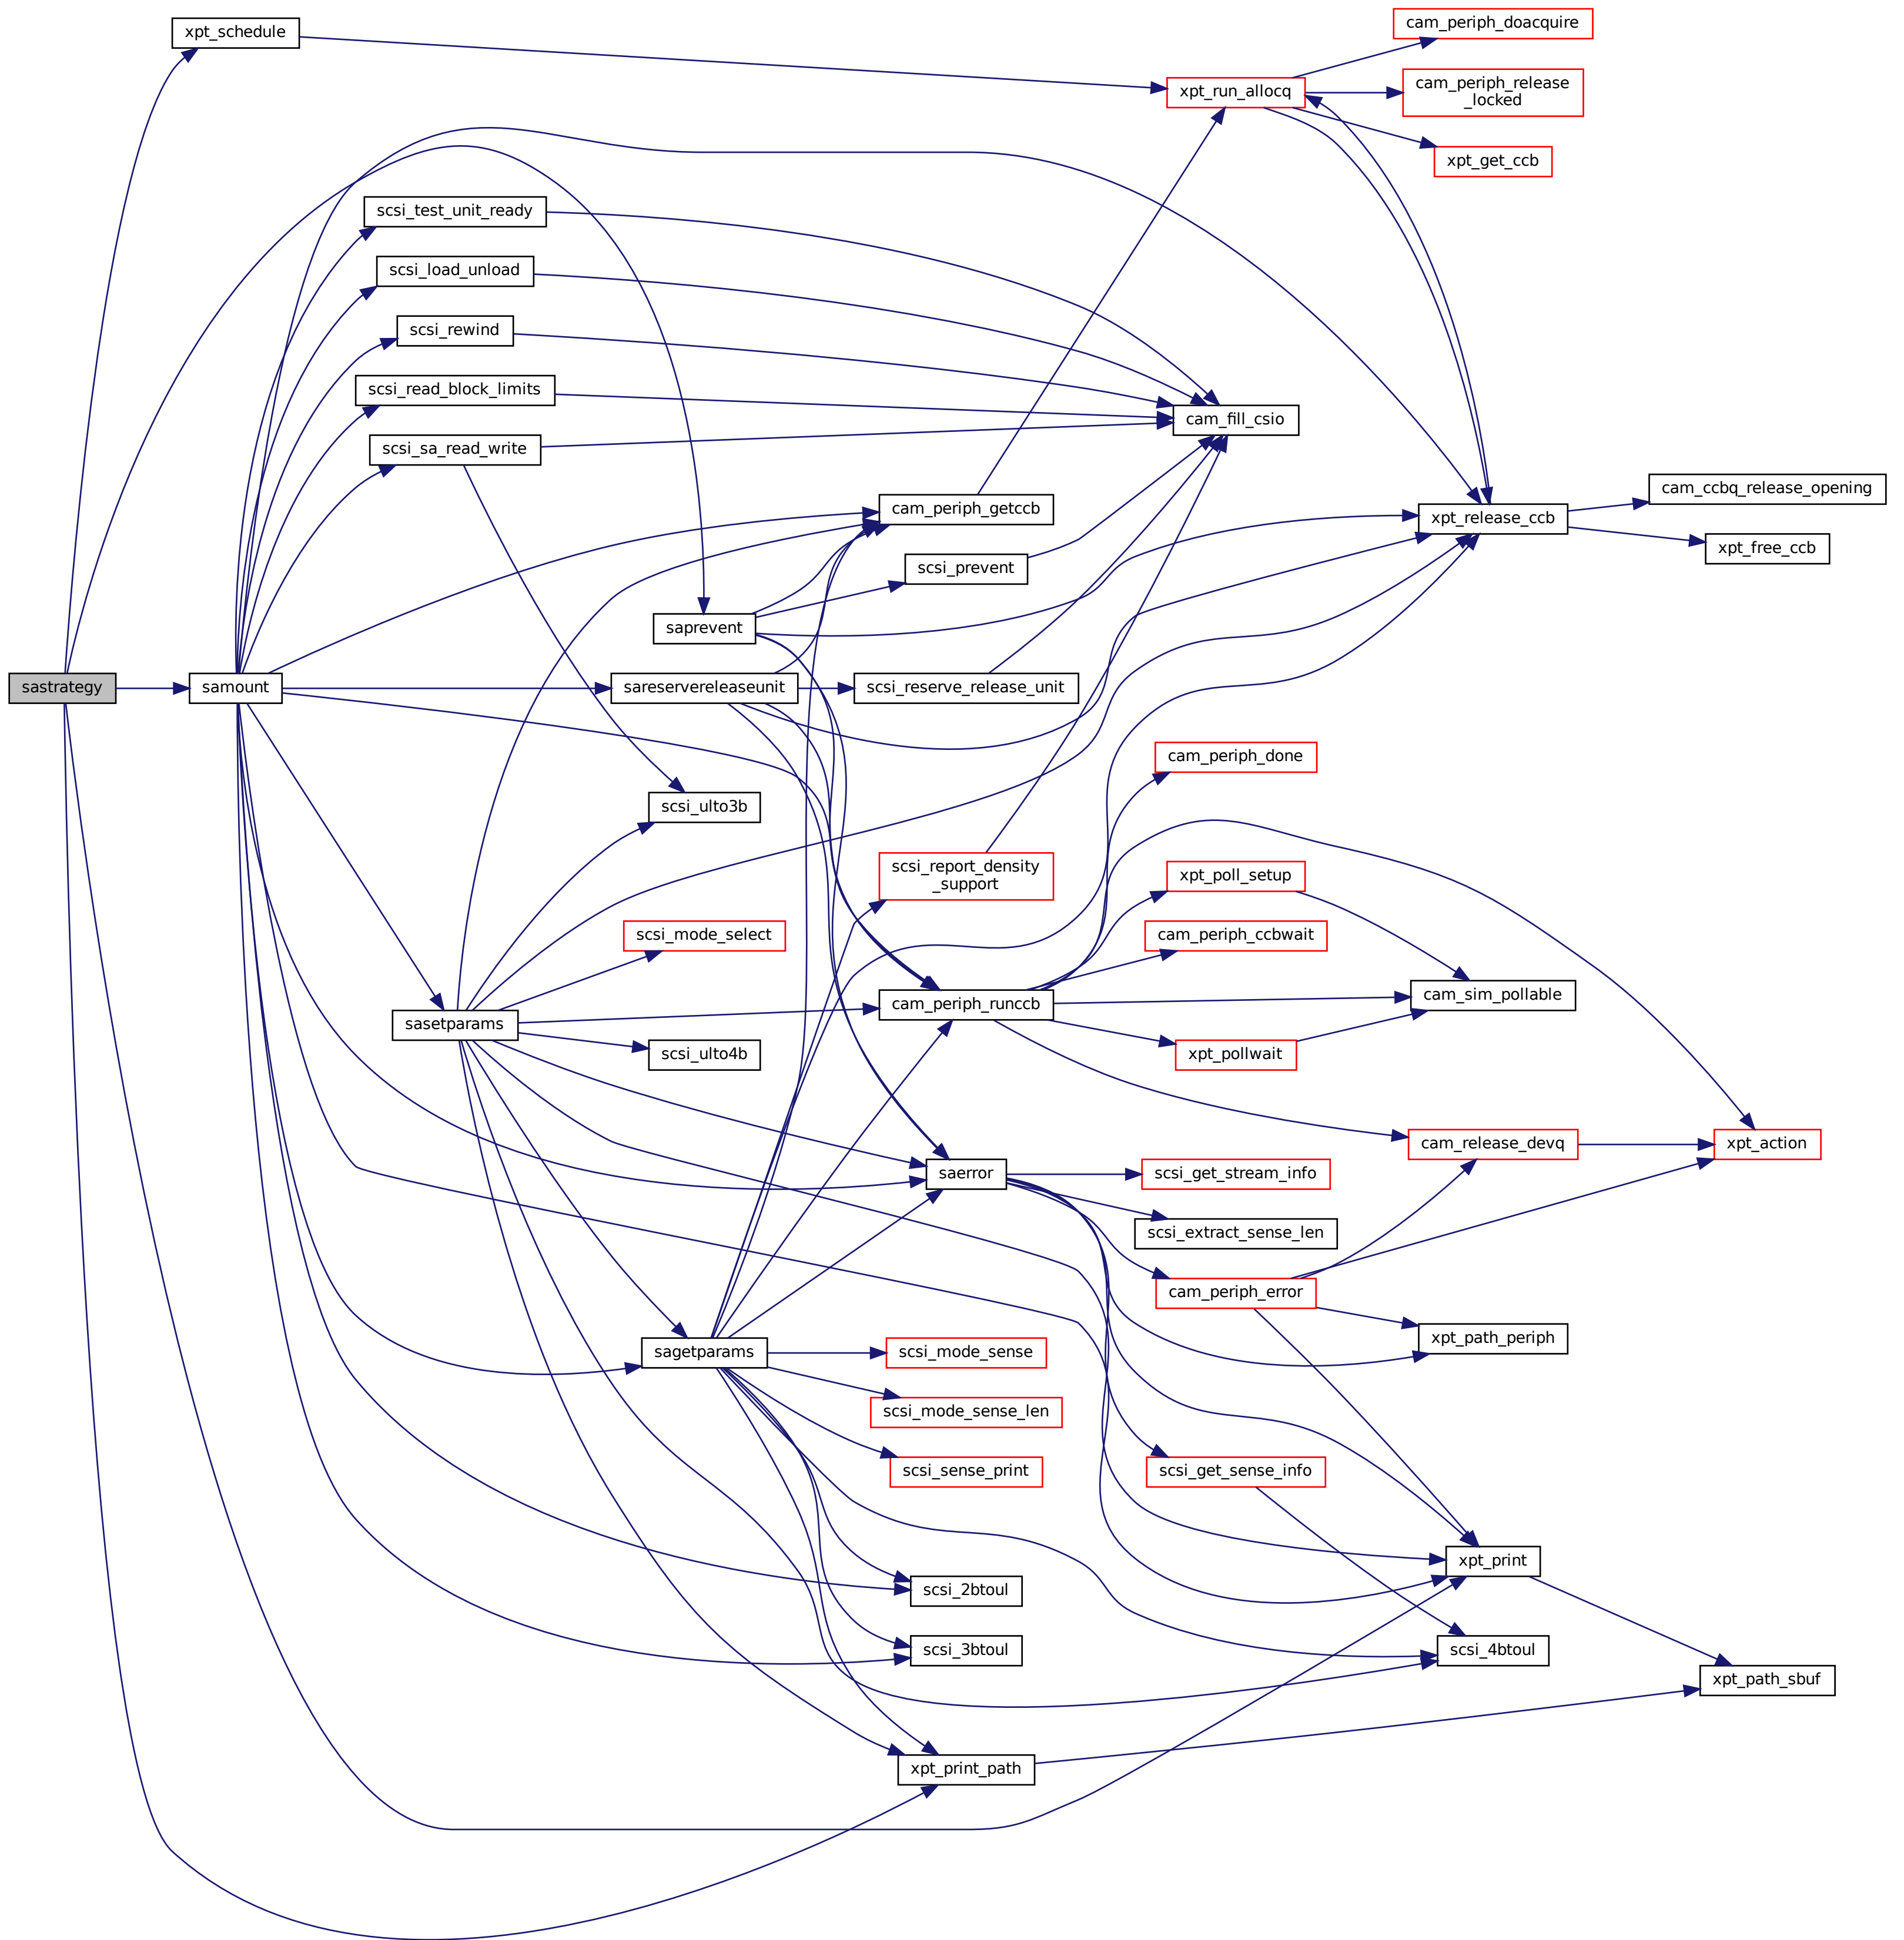 cam_periph_doacquire
xpt_schedule
xpt_run_allocq
cam_periph_release
_locked
xpt_get_ccb
scsi_test_unit_ready
scsi_load_unload
scsi_rewind
scsi_read_block_limits
cam_fill_csio
scsi_sa_read_write
cam_ccbq_release_opening
cam_periph_getccb
xpt_release_ccb
xpt_free_ccb
scsi_prevent
saprevent
sastrategy
samount
sareservereleaseunit
scsi_reserve_release_unit
cam_periph_done
scsi_ulto3b
scsi_report_density
_support
xpt_poll_setup
scsi_mode_select
cam_periph_ccbwait
cam_sim_pollable
cam_periph_runccb
sasetparams
scsi_ulto4b
xpt_pollwait
cam_release_devq
xpt_action
saerror
scsi_get_stream_info
scsi_extract_sense_len
cam_periph_error
xpt_path_periph
sagetparams
scsi_mode_sense
scsi_mode_sense_len
scsi_sense_print
scsi_get_sense_info
xpt_print
scsi_2btoul
scsi_3btoul
scsi_4btoul
xpt_path_sbuf
xpt_print_path